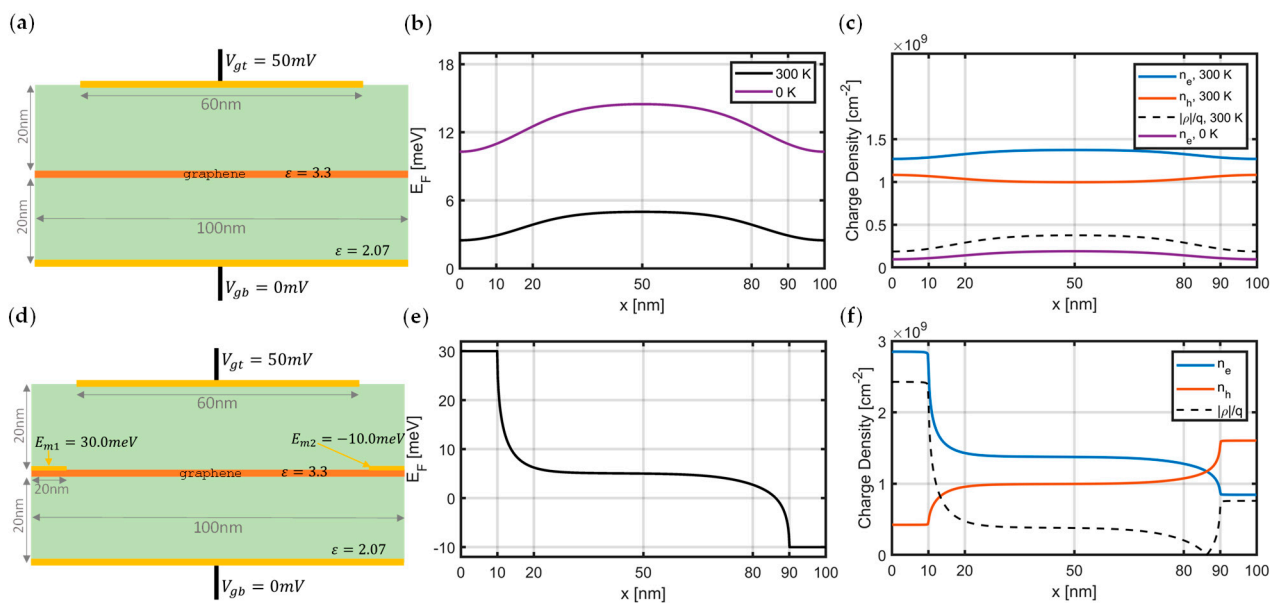 (a)
V_gt = 50mV
60nm
20nm
graphene ε = 3.3
20nm
100nm
ε = 2.07
V_gb = 0mV
(b)
E_F [meV]
18
12
6
0
300 K
0 K
0 10 20 50 80 90 100
x [nm]
(c)
×10^9
Charge Density [cm^-2]
1.5
1
0.5
0
n_e, 300 K
n_h, 300 K
|ρ|/q, 300 K
n_e, 0 K
0 10 20 50 80 90 100
x [nm]
(d)
V_gt = 50mV
60nm
20nm
E_m1 = 30.0meV
E_m2 = −10.0meV
graphene ε = 3.3
20nm
20nm
100nm
ε = 2.07
V_gb = 0mV
(e)
E_F [meV]
30
20
10
0
-10
0 10 20 50 80 90 100
x [nm]
(f)
×10^9
Charge Density [cm^-2]
3
2
1
0
n_e
n_h
|ρ|/q
0 10 20 50 80 90 100
x [nm]